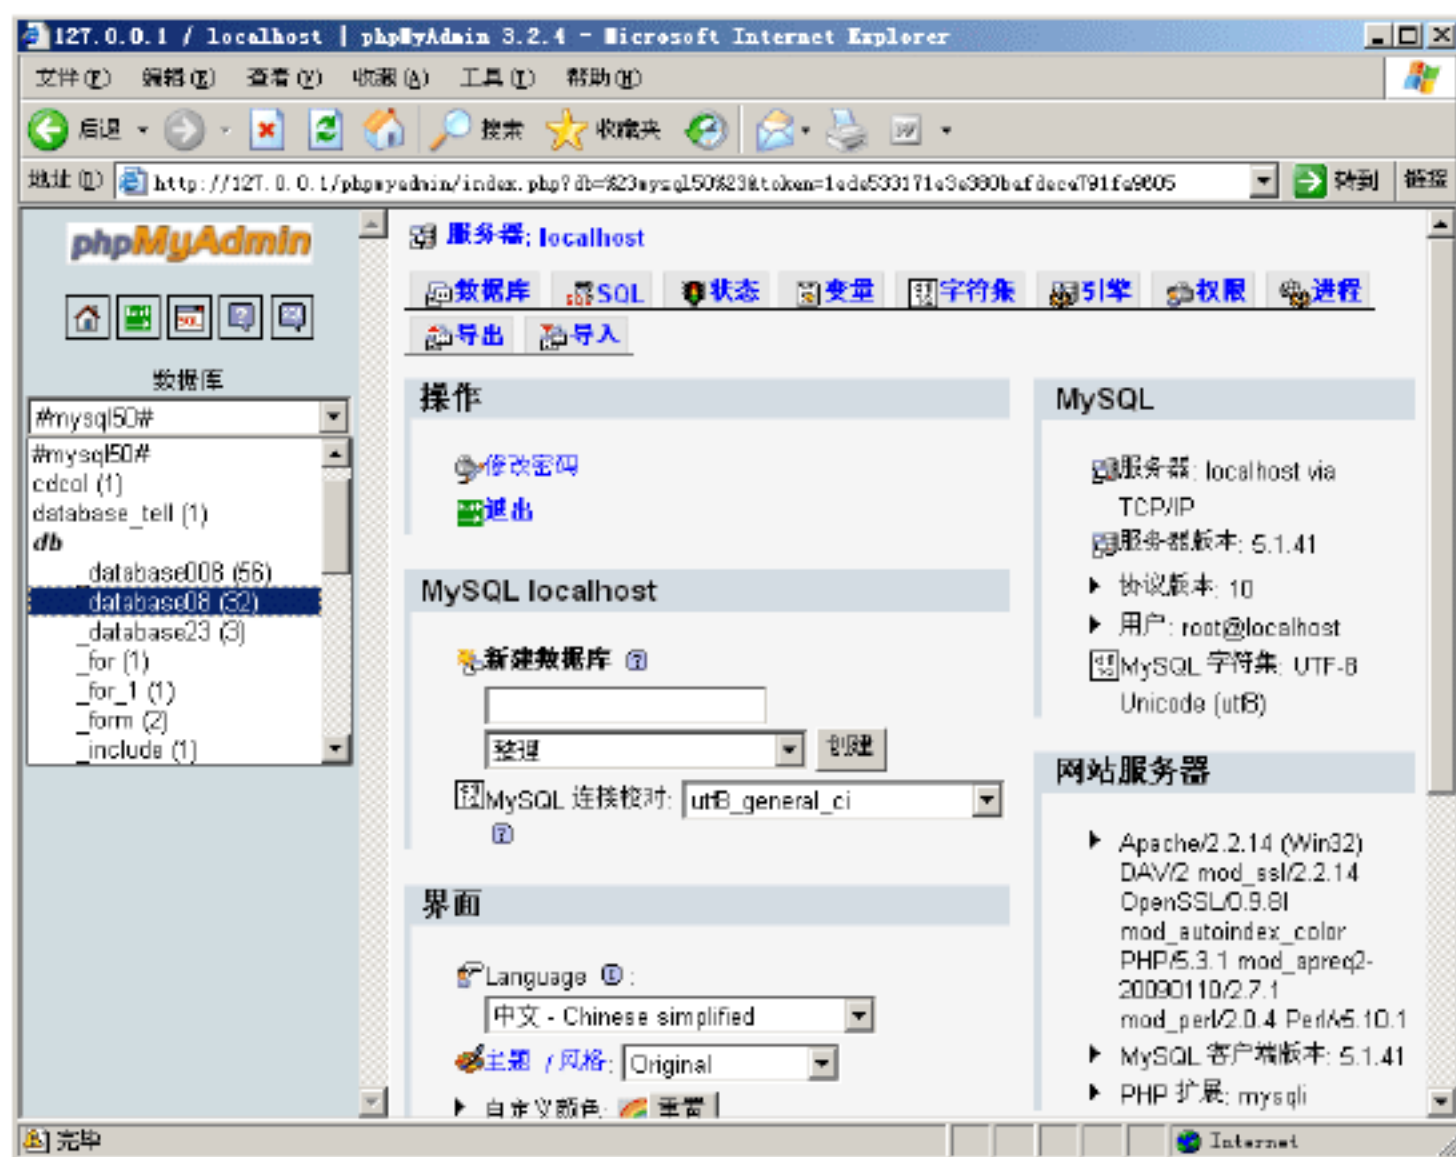 127.0.0.1 / localhost | phpMyAdmin 3.2.4 - Microsoft Internet Explorer
文件(F) 编辑(E) 查看(V) 收藏(A) 工具(T) 帮助(H)
后退 搜索 收藏夹
地址(D) http://127.0.0.1/phpmyadmin/index.php?db=%23mysql50%23&token=1ede533171e3e380bafdece791fe9605 转到 链接
phpMyAdmin
数据库
#mysql50#
#mysql50#
cdcol (1)
database_tell (1)
db
_database008 (56)
_database08 (32)
_database23 (3)
_for (1)
_for_1 (1)
_form (2)
_include (1)
服务器: localhost
数据库 SQL 状态 变量 字符集 引擎 权限 进程
导出 导入
操作
修改密码
退出
MySQL localhost
新建数据库
整理 创建
MySQL 连接校对: utf8_general_ci
界面
Language :
中文 - Chinese simplified
主题 / 风格: Original
自定义颜色: 重置
MySQL
服务器: localhost via
TCP/IP
服务器版本: 5.1.41
协议版本: 10
用户: root@localhost
MySQL 字符集: UTF-8
Unicode (utf8)
网站服务器
Apache/2.2.14 (Win32)
DAV/2 mod_ssl/2.2.14
OpenSSL/0.9.8l
mod_autoindex_color
PHP/5.3.1 mod_apreq2-
20090110/2.7.1
mod_perl/2.0.4 Perl/v5.10.1
MySQL 客户端版本: 5.1.41
PHP 扩展: mysqli
完毕 Internet